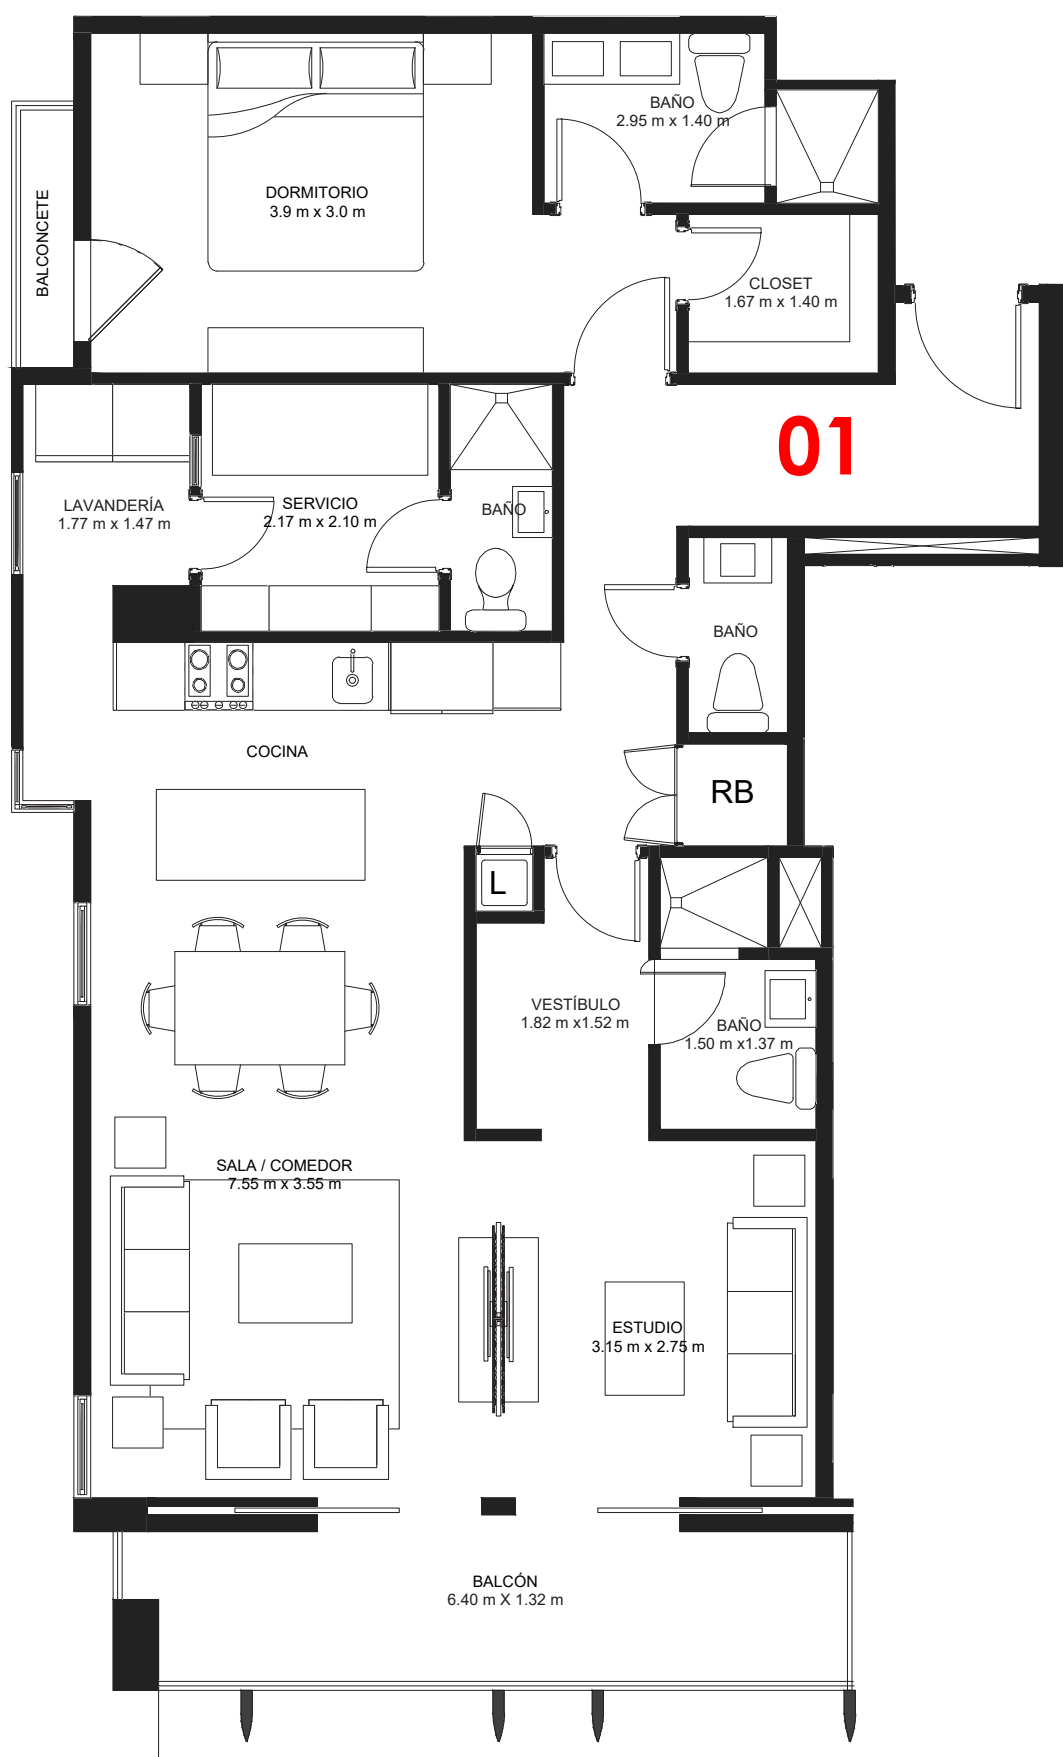 BAÑO
2.95 m x 1.40 m
DORMITORIO
3.9 m x 3.0 m
BALCONCETE
CLOSET
1.67 m x 1.40 m
01
LAVANDERÍA
1.77 m x 1.47 m
SERVICIO
2.17 m x 2.10 m
BAÑO
BAÑO
COCINA
RB
L
VESTÍBULO
1.82 m x1.52 m
BAÑO
1.50 m x1.37 m
SALA / COMEDOR
7.55 m x 3.55 m
ESTUDIO
3.15 m x 2.75 m
BALCÓN
6.40 m X 1.32 m